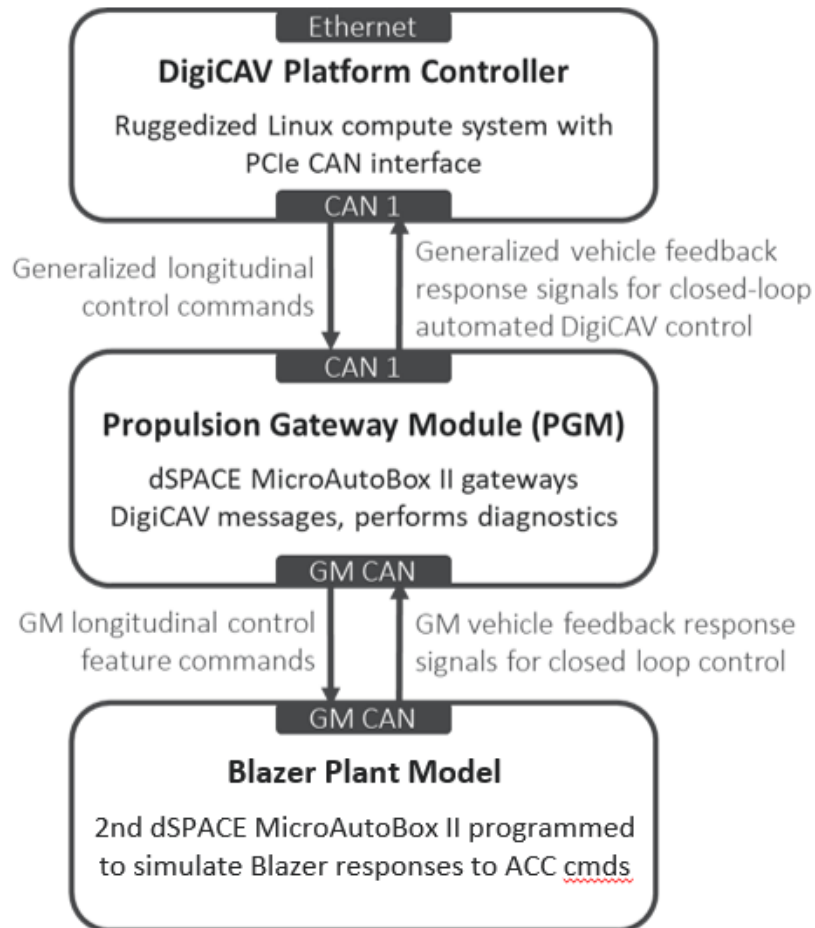 Ethernet
DigiCAV Platform Controller
Ruggedized Linux compute system with
PCIe CAN interface
CAN 1
Generalized longitudinal
control commands
Generalized vehicle feedback
response signals for closed-loop
automated DigiCAV control
CAN 1
Propulsion Gateway Module (PGM)
dSPACE MicroAutoBox II gateways
DigiCAV messages, performs diagnostics
GM CAN
GM longitudinal control
feature commands
GM vehicle feedback response
signals for closed loop control
GM CAN
Blazer Plant Model
2nd dSPACE MicroAutoBox II programmed
to simulate Blazer responses to ACC cmds